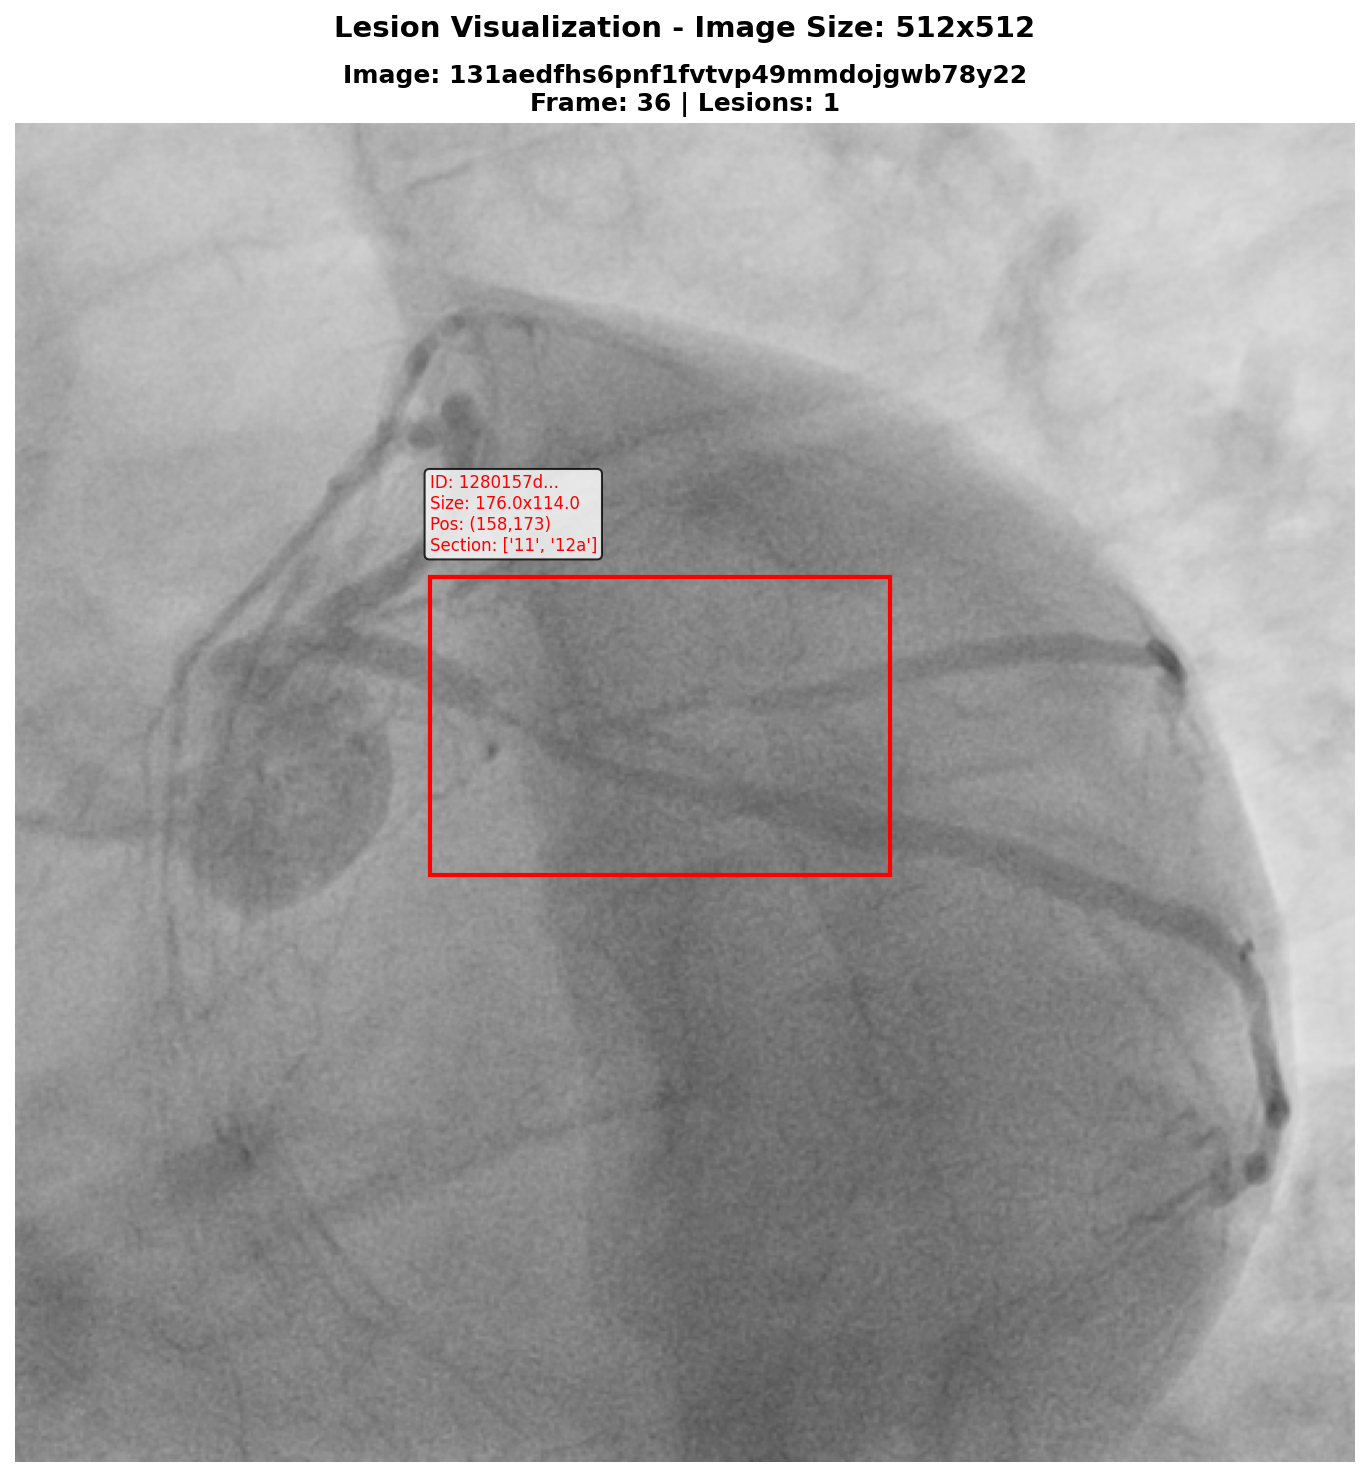 Lesion Visualization - Image Size: 512x512
Image: 131aedfhs6pnf1fvtvp49mmdojgwb78y22
Frame: 36 | Lesions: 1
ID: 1280157d...
Size: 176.0x114.0
Pos: (158,173)
Section: ['11', '12a']